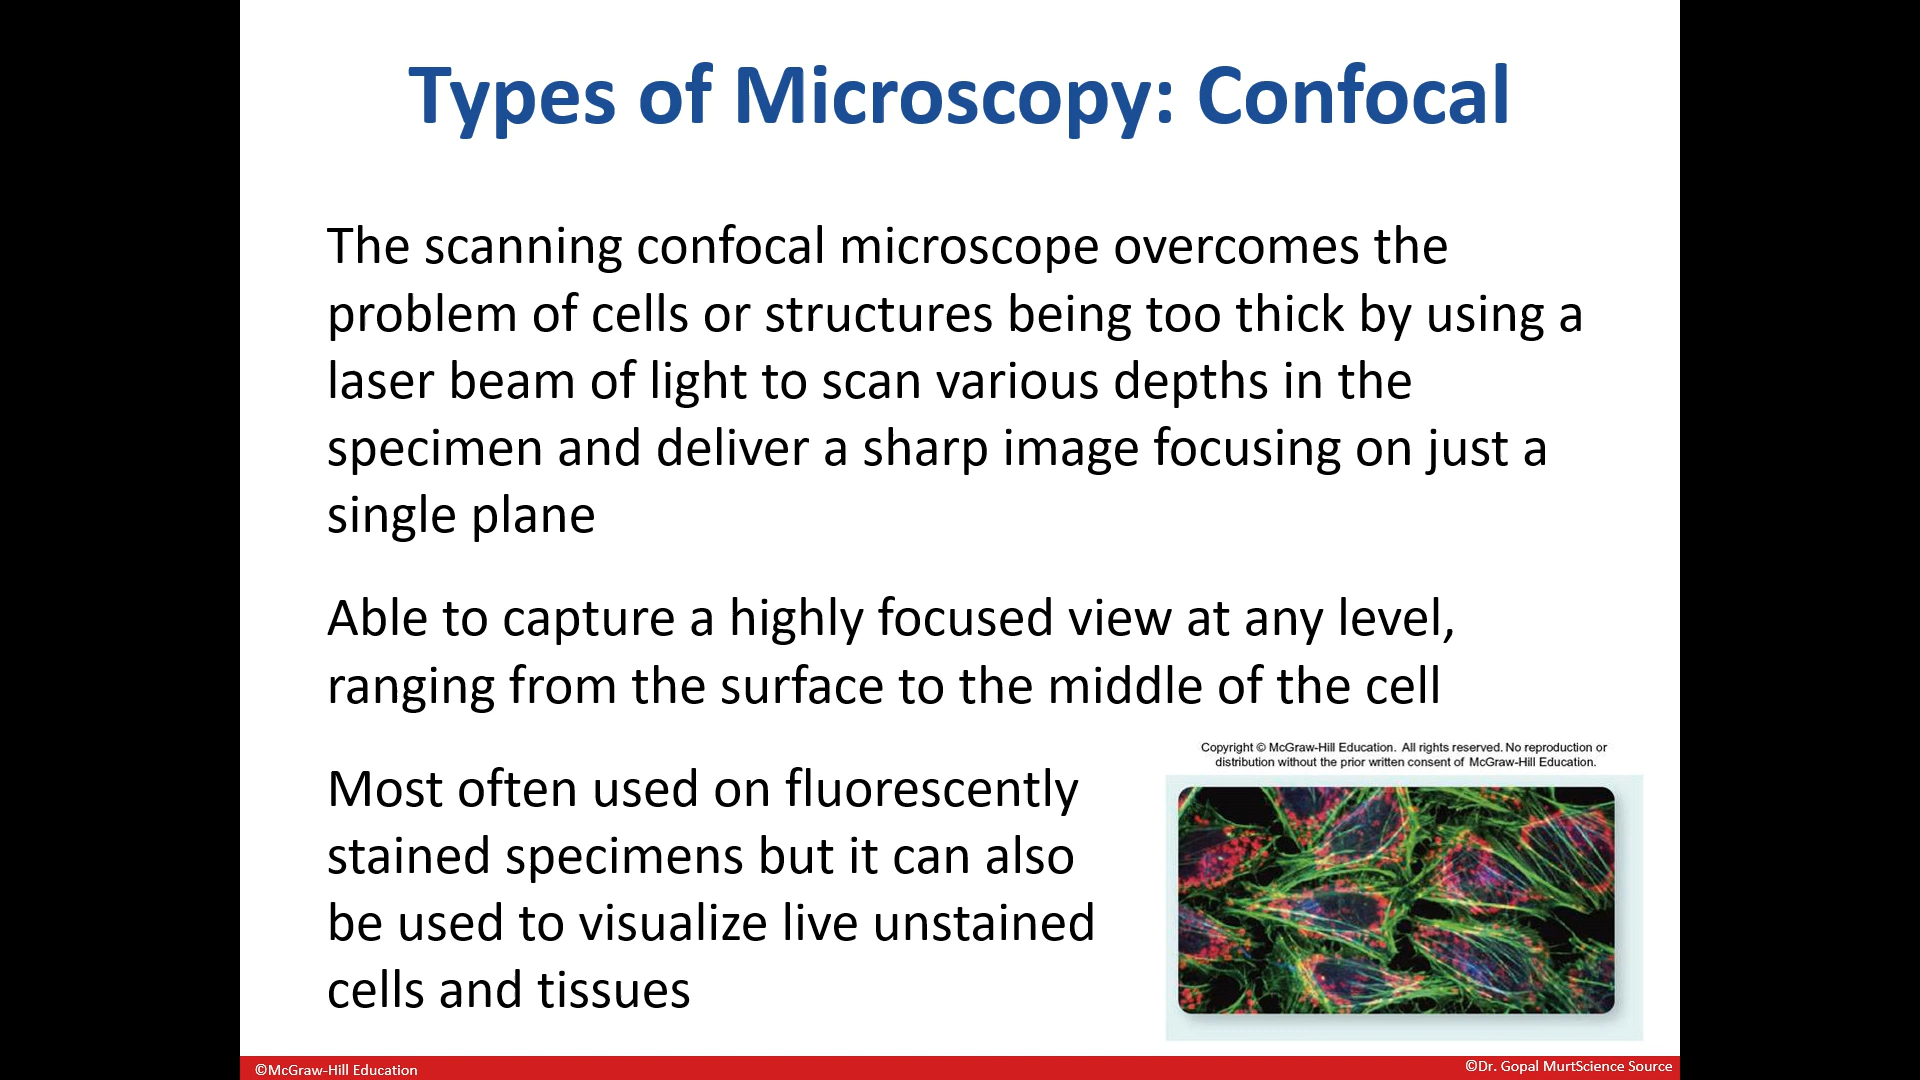 Types of Microscopy: Confocal
The scanning confocal microscope overcomes the
problem of cells or structures being too thick by using a
laser beam of light to scan various depths in the
specimen and deliver a sharp image focusing on just a
single plane
Able to capture a highly focused view at any level,
ranging from the surface to the middle of the cell
Most often used on fluorescently
stained specimens but it can also
be used to visualize live unstained
cells and tissues
Copyright © McGraw-Hill Education. All rights reserved. No reproduction or
distribution without the prior written consent of McGraw-Hill Education.
©McGraw-Hill Education
©Dr. Gopal MurtScience Source